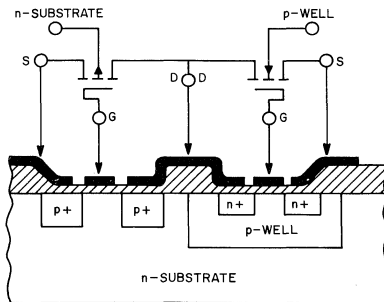 n-SUBSTRATE
p-WELL
S
D
D
S
G
G
p+
p+
n+
n+
p-WELL
n-SUBSTRATE